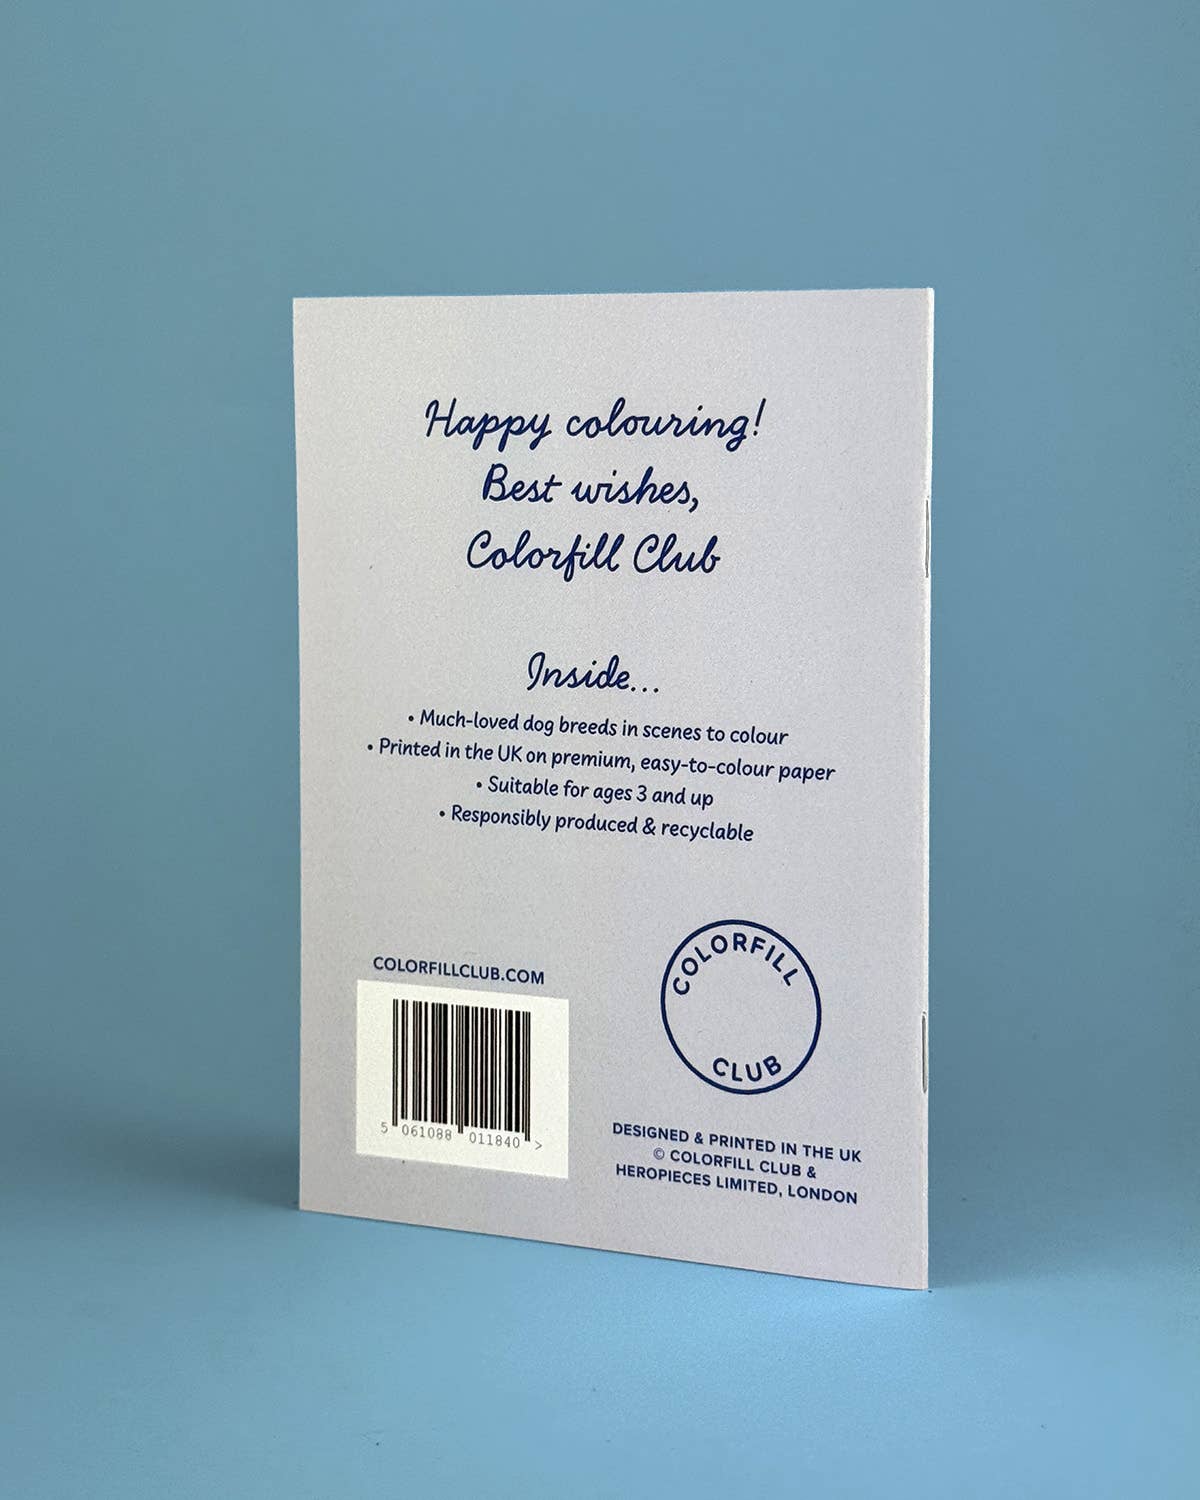 Happy colouring!
Best wishes,
Colorfill Club
Inside...
• Much-loved dog breeds in scenes to colour
• Printed in the UK on premium, easy-to-colour paper
• Suitable for ages 3 and up
• Responsibly produced & recyclable
COLORFILLCLUB.COM
5 061088 011840 >
COLORFILL
CLUB
DESIGNED & PRINTED IN THE UK
© COLORFILL CLUB &
HEROPIECES LIMITED, LONDON